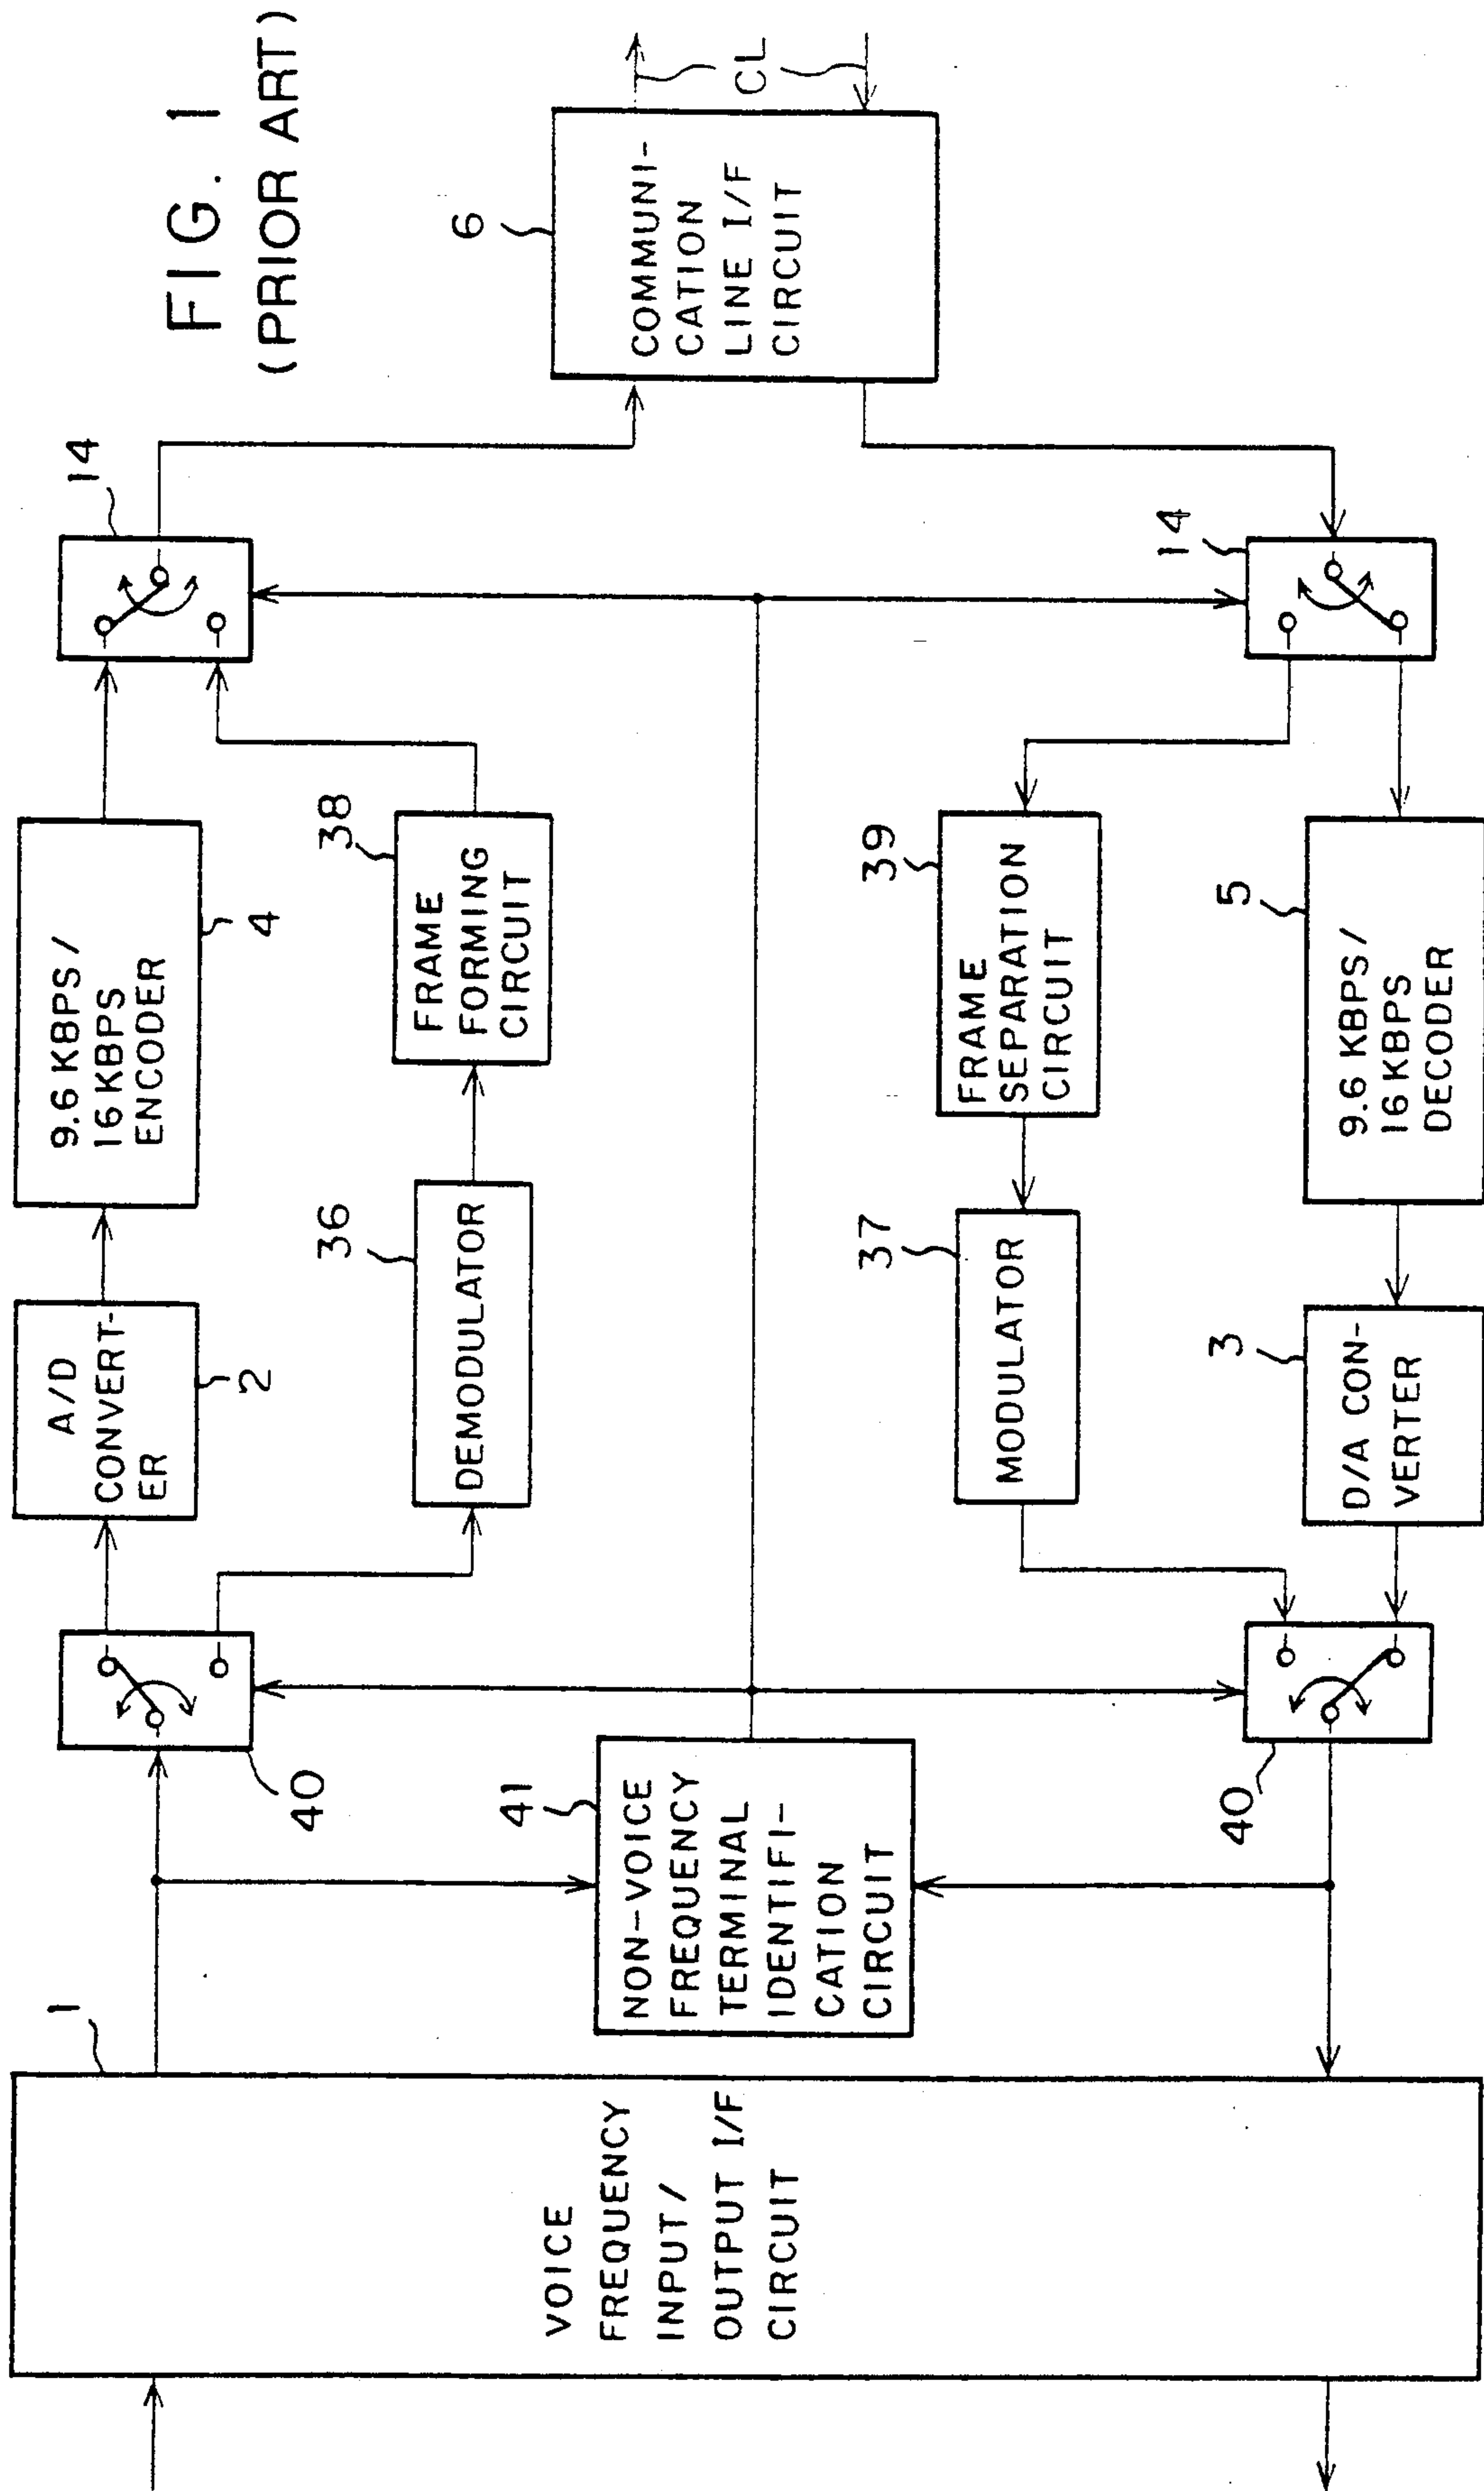 FIG. 1
(PRIOR ART)
1
VOICE
FREQUENCY
INPUT/
OUTPUT I/F
CIRCUIT
40
A/D
CONVERT-
ER
2
9.6 KBPS/
16 KBPS
ENCODER
4
14
36
DEMODULATOR
38
FRAME
FORMING
CIRCUIT
6
COMMUNI-
CATION
LINE I/F
CIRCUIT
CL
41
NON-VOICE
FREQUENCY
TERMINAL
IDENTIFI-
CATION
CIRCUIT
37
MODULATOR
39
FRAME
SEPARATION
CIRCUIT
14
40
3
D/A CON-
VERTER
5
9.6 KBPS/
16 KBPS
DECODER